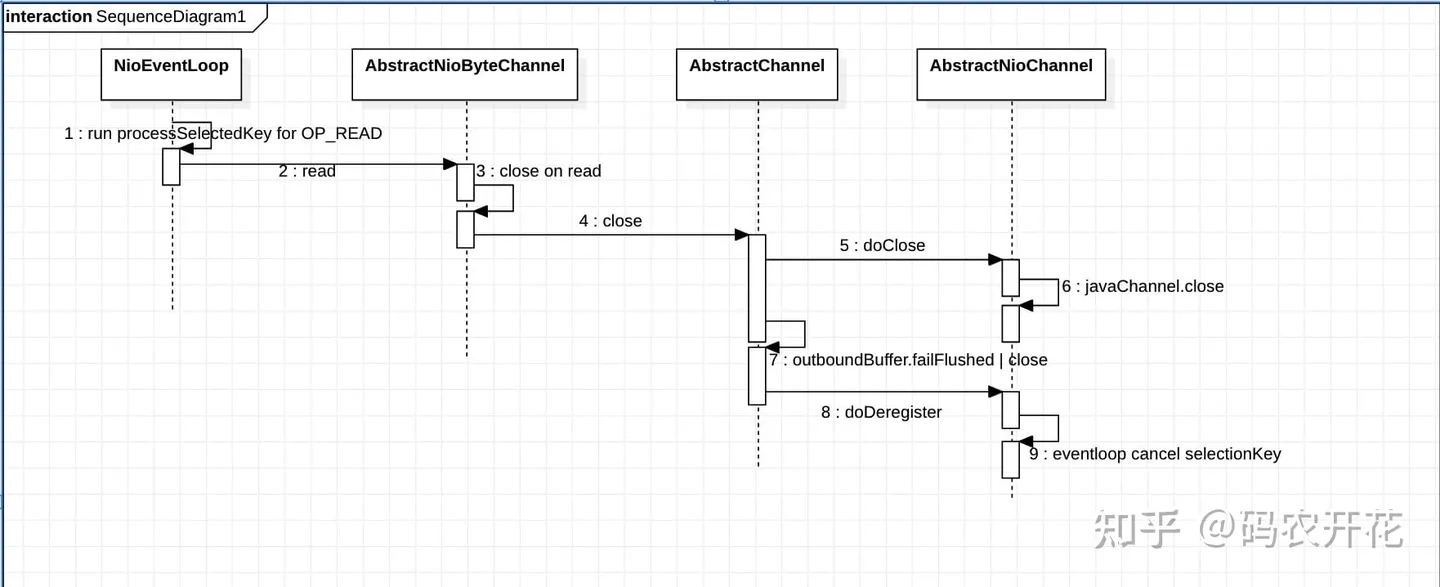 interaction SequenceDiagram1
NioEventLoop
AbstractNioByteChannel
AbstractChannel
AbstractNioChannel
1 : run processSelectedKey for OP_READ
2 : read
3 : close on read
4 : close
5 : doClose
6 : javaChannel.close
7 : outboundBuffer.failFlushed | close
8 : doDeregister
9 : eventloop cancel selectionKey
知乎 @码农开花